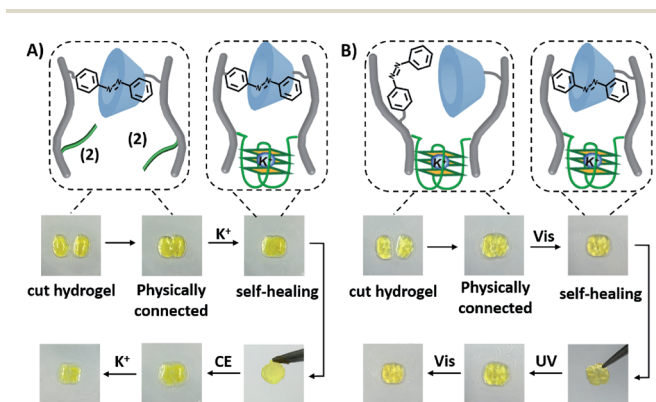 A)
(2)
(2)
K+
K+
cut hydrogel
Physically
connected
self-healing
K+
CE
B)
K+
K+
Vis
cut hydrogel
Physically
connected
self-healing
Vis
UV
N
N
N
N
N
N
N
N